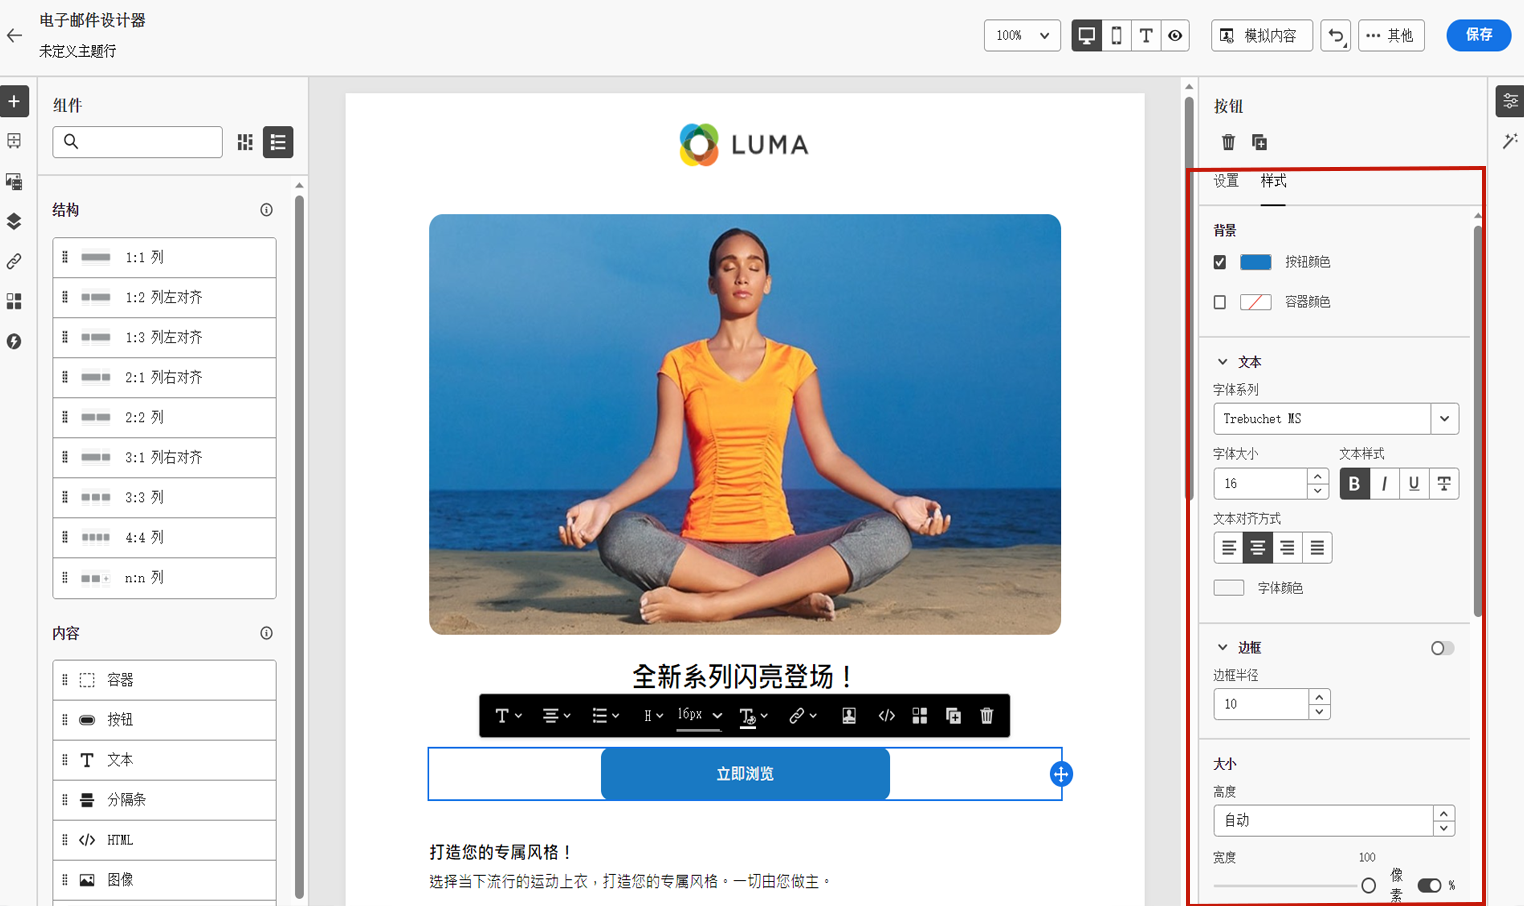 电子邮件设计器
未定义主题行
100%
模拟内容
其他
保存
组件
结构
1:1 列
1:2 列左对齐
1:3 列左对齐
2:1 列右对齐
2:2 列
3:1 列右对齐
3:3 列
4:4 列
n:n 列
内容
容器
按钮
文本
分隔条
HTML
图像
LUMA
全新系列闪亮登场！
H
16px
立即浏览
打造您的专属风格！
选择当下流行的运动上衣，打造您的专属风格。一切由您做主。
按钮
设置 样式
背景
按钮颜色
容器颜色
文本
字体系列
Trebuchet MS
字体大小 文本样式
16 B I U T
文本对齐方式
字体颜色
边框
边框半径
10
大小
高度
自动
宽度 100
像素 %